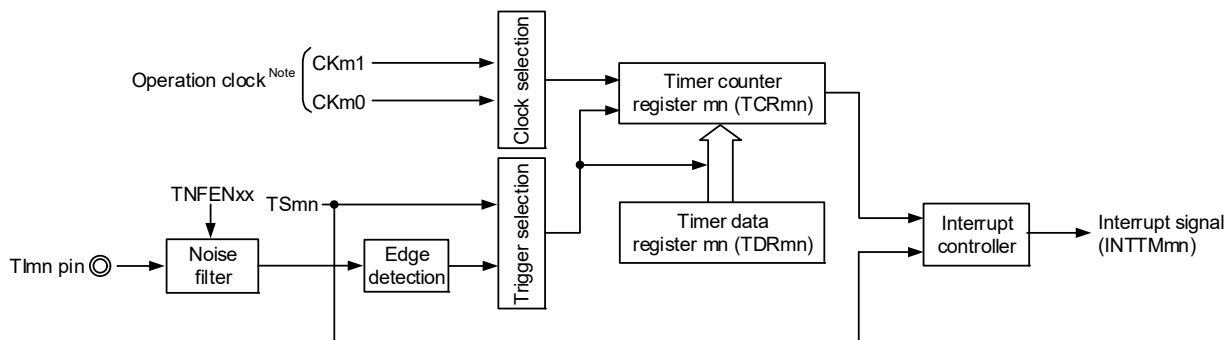 Operation clock Note
CKm1
CKm0
Clock selection
Timer counter
register mn (TCRmn)
TNFENxx
TSmn
Trigger selection
Timer data
register mn (TDRmn)
TImn pin
Noise
filter
Edge
detection
Interrupt
controller
Interrupt signal
(INTTMmn)